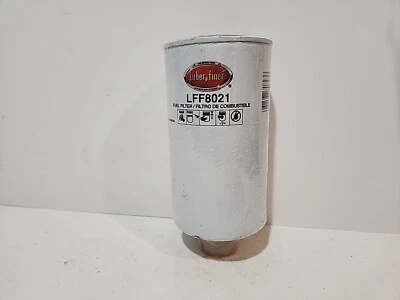 Luber-finer
LFF8021
FUEL FILTER / FILTRO DE COMBUSTIBLE